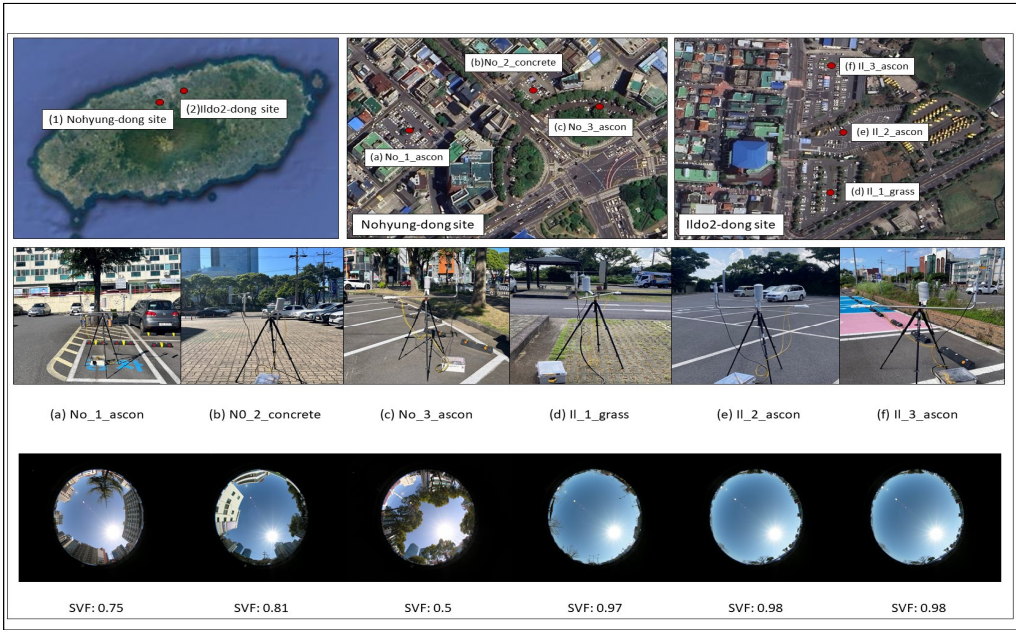 (1) Nohyung-dong site
(2)Ildo2-dong site
(b)No_2_concrete
(c) No_3_ascon
(a) No_1_ascon
Nohyung-dong site
(f) Il_3_ascon
(e) Il_2_ascon
(d) Il_1_grass
Ildo2-dong site
(a) No_1_ascon
(b) N0_2_concrete
(c) No_3_ascon
(d) Il_1_grass
(e) Il_2_ascon
(f) Il_3_ascon
SVF: 0.75
SVF: 0.81
SVF: 0.5
SVF: 0.97
SVF: 0.98
SVF: 0.98